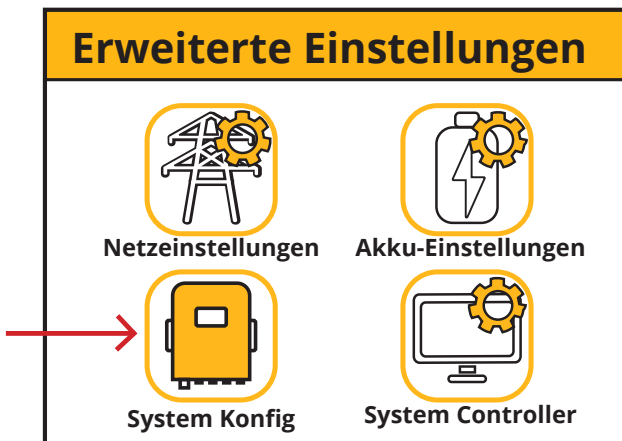 Erweiterte Einstellungen
Netzeinstellungen
Akku-Einstellungen
System Konfig
System Controller